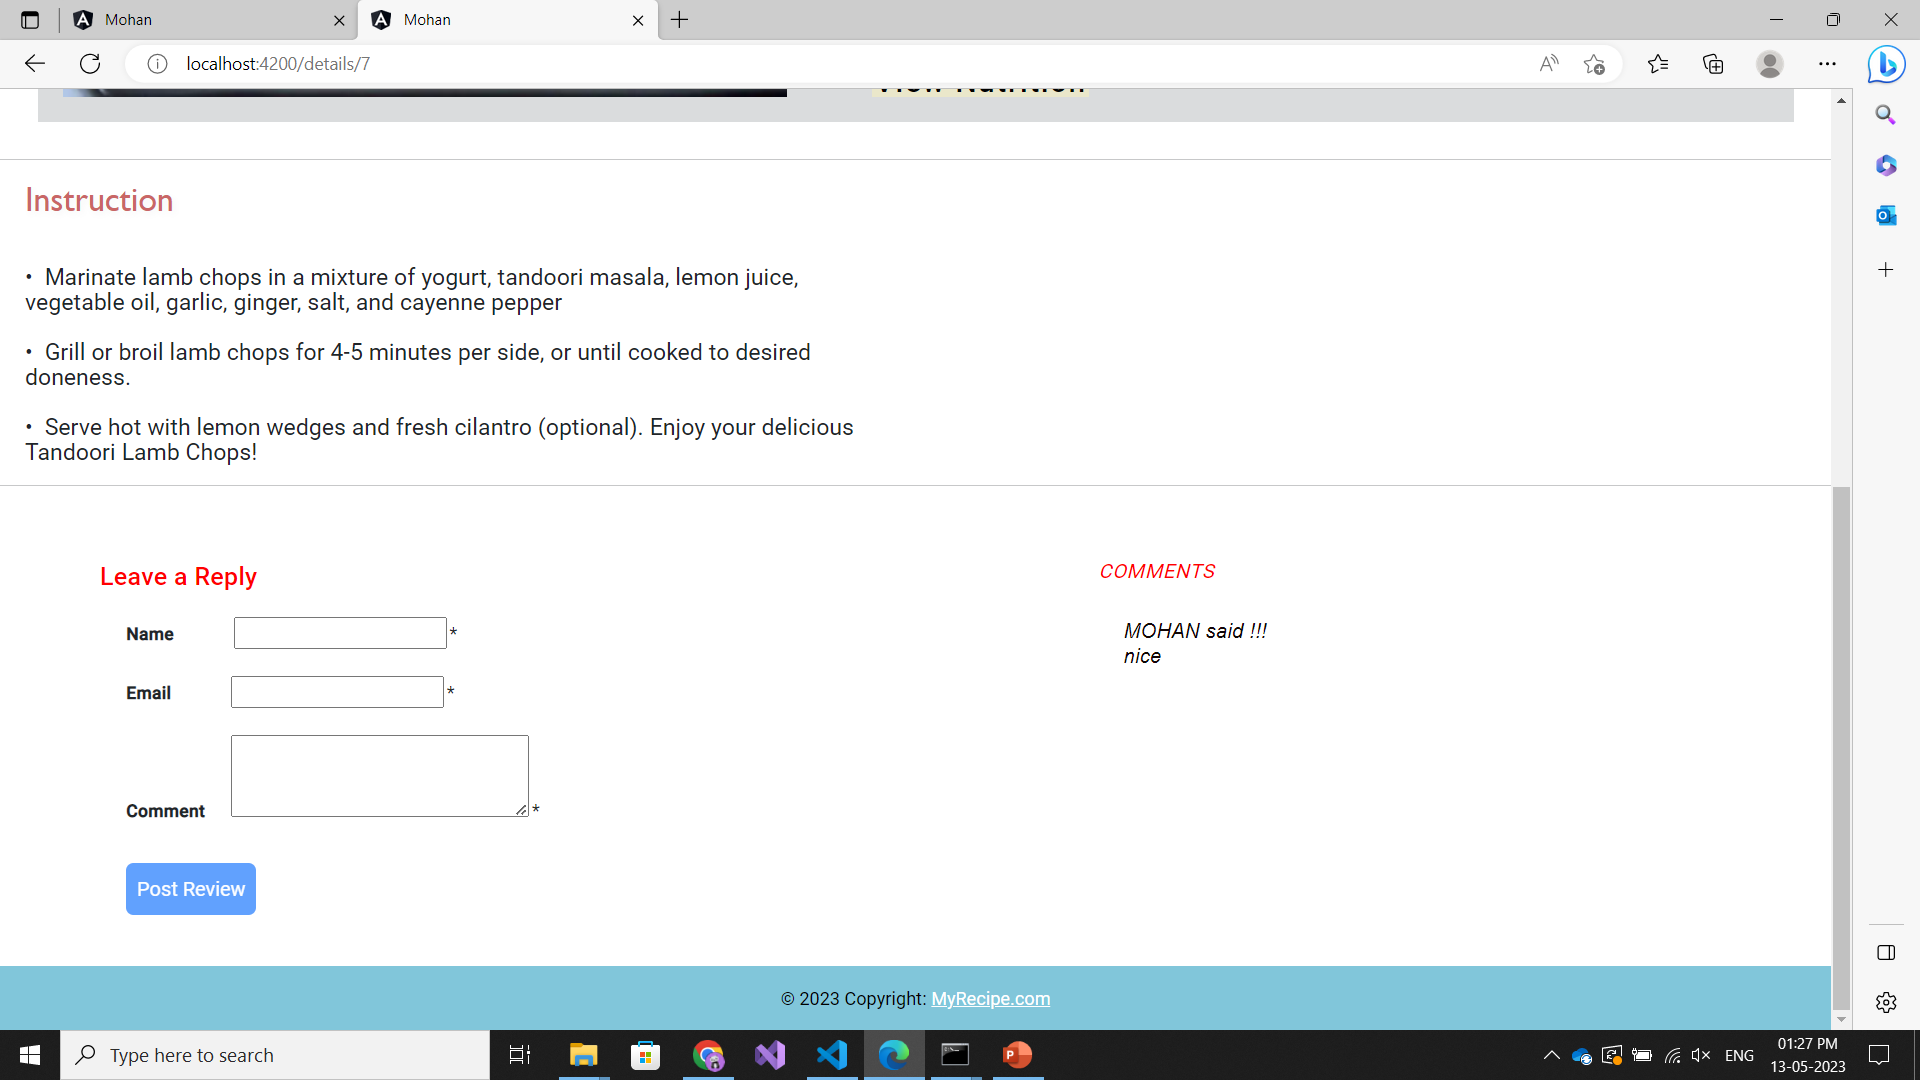 Mohan
Mohan
localhost:4200/details/7
View Nutrition
Instruction
• Marinate lamb chops in a mixture of yogurt, tandoori masala, lemon juice,
vegetable oil, garlic, ginger, salt, and cayenne pepper
• Grill or broil lamb chops for 4-5 minutes per side, or until cooked to desired
doneness.
• Serve hot with lemon wedges and fresh cilantro (optional). Enjoy your delicious
Tandoori Lamb Chops!
Leave a Reply
Name *
Email *
Comment *
Post Review
COMMENTS
MOHAN said !!!
nice
© 2023 Copyright: MyRecipe.com
Type here to search
ENG
01:27 PM
13-05-2023